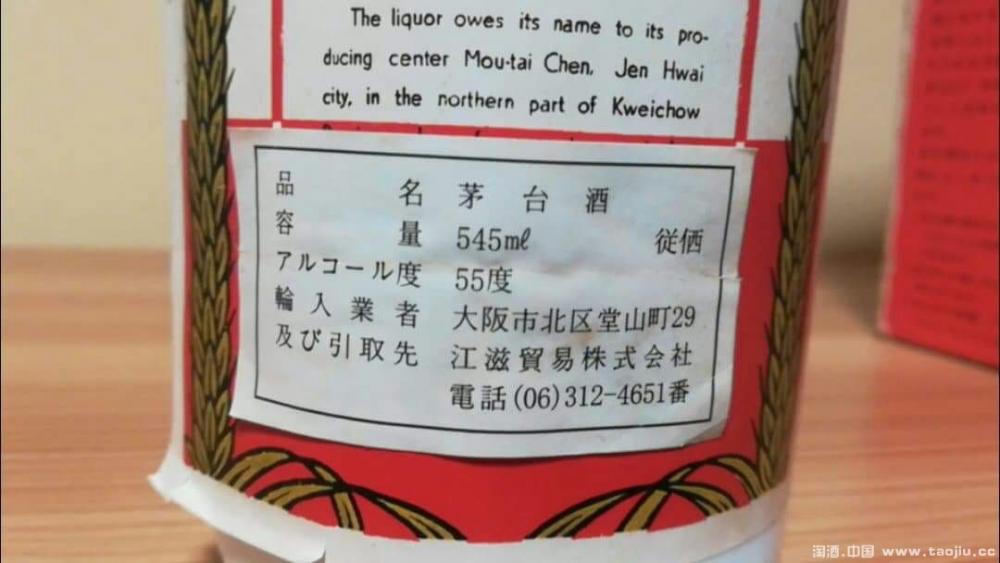 The liquor owes its name to its pro-
ducing center Mou-tai Chen, Jen Hwai
city, in the northern part of Kweichow
品名 茅台酒
容量 545mℓ 従価
アルコール度 55度
輸入業者 大阪市北区堂山町29
及び引取先 江滋貿易株式会社
電話(06)312-4651番
淘酒.中国 www.taojiu.cc